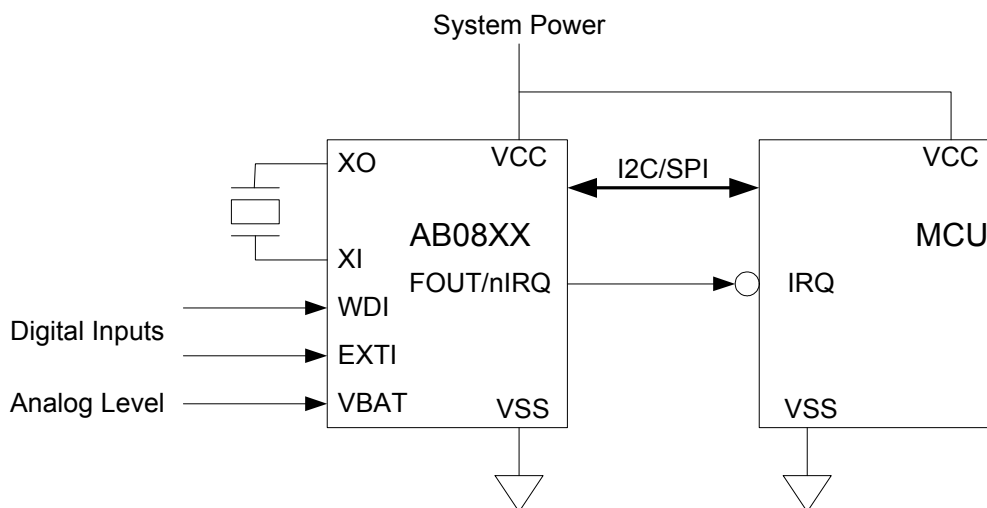 System Power
XO
VCC
I2C/SPI
VCC
AB08XX
MCU
XI
FOUT/nIRQ
IRQ
WDI
Digital Inputs
EXTI
Analog Level
VBAT
VSS
VSS